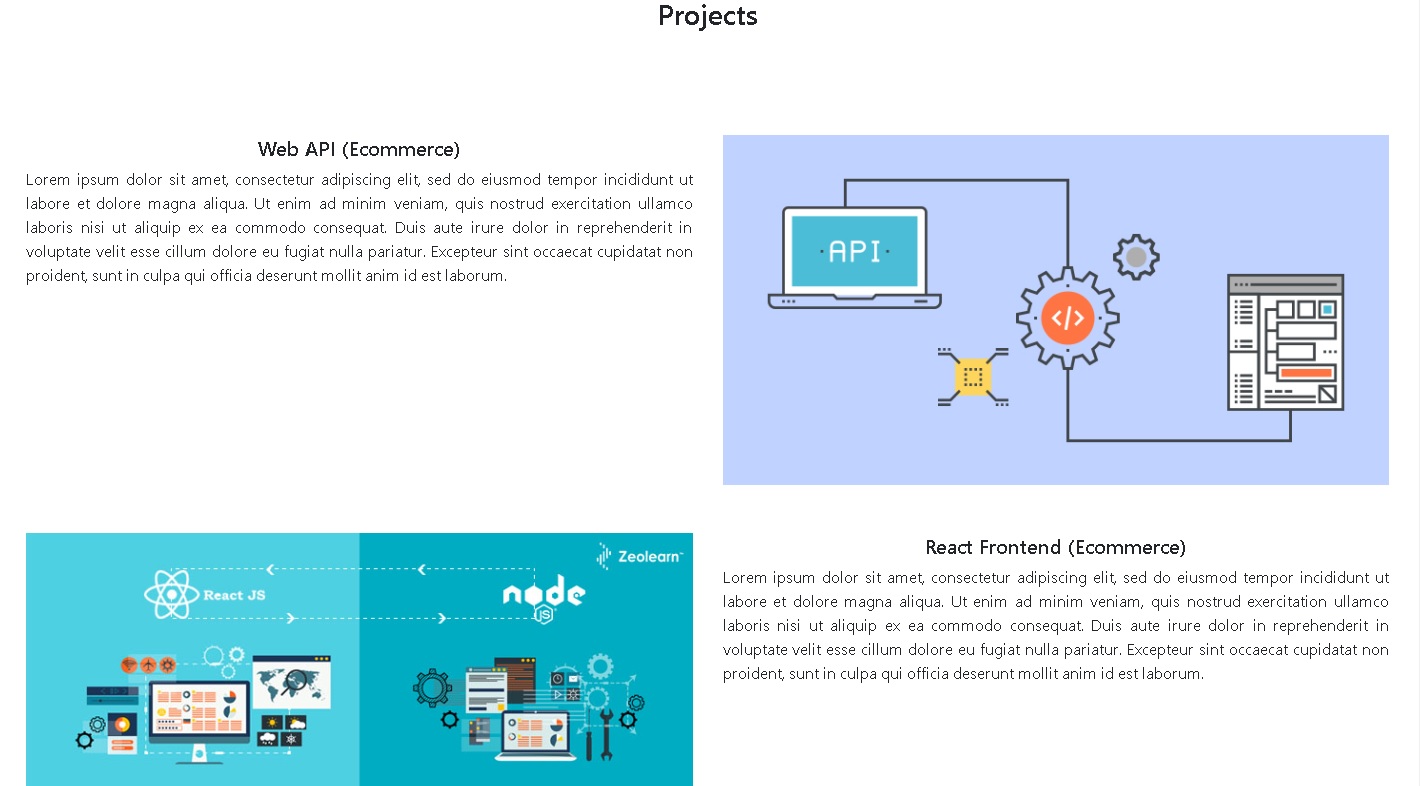 Projects
Web API (Ecommerce)
Lorem ipsum dolor sit amet, consectetur adipiscing elit, sed do eiusmod tempor incididunt ut
labore et dolore magna aliqua. Ut enim ad minim veniam, quis nostrud exercitation ullamco
laboris nisi ut aliquip ex ea commodo consequat. Duis aute irure dolor in reprehenderit in
voluptate velit esse cillum dolore eu fugiat nulla pariatur. Excepteur sint occaecat cupidatat non
proident, sunt in culpa qui officia deserunt mollit anim id est laborum.
· API ·
</>
Zeolearn
React JS
node
JS
React Frontend (Ecommerce)
Lorem ipsum dolor sit amet, consectetur adipiscing elit, sed do eiusmod tempor incididunt ut
labore et dolore magna aliqua. Ut enim ad minim veniam, quis nostrud exercitation ullamco
laboris nisi ut aliquip ex ea commodo consequat. Duis aute irure dolor in reprehenderit in
voluptate velit esse cillum dolore eu fugiat nulla pariatur. Excepteur sint occaecat cupidatat non
proident, sunt in culpa qui officia deserunt mollit anim id est laborum.